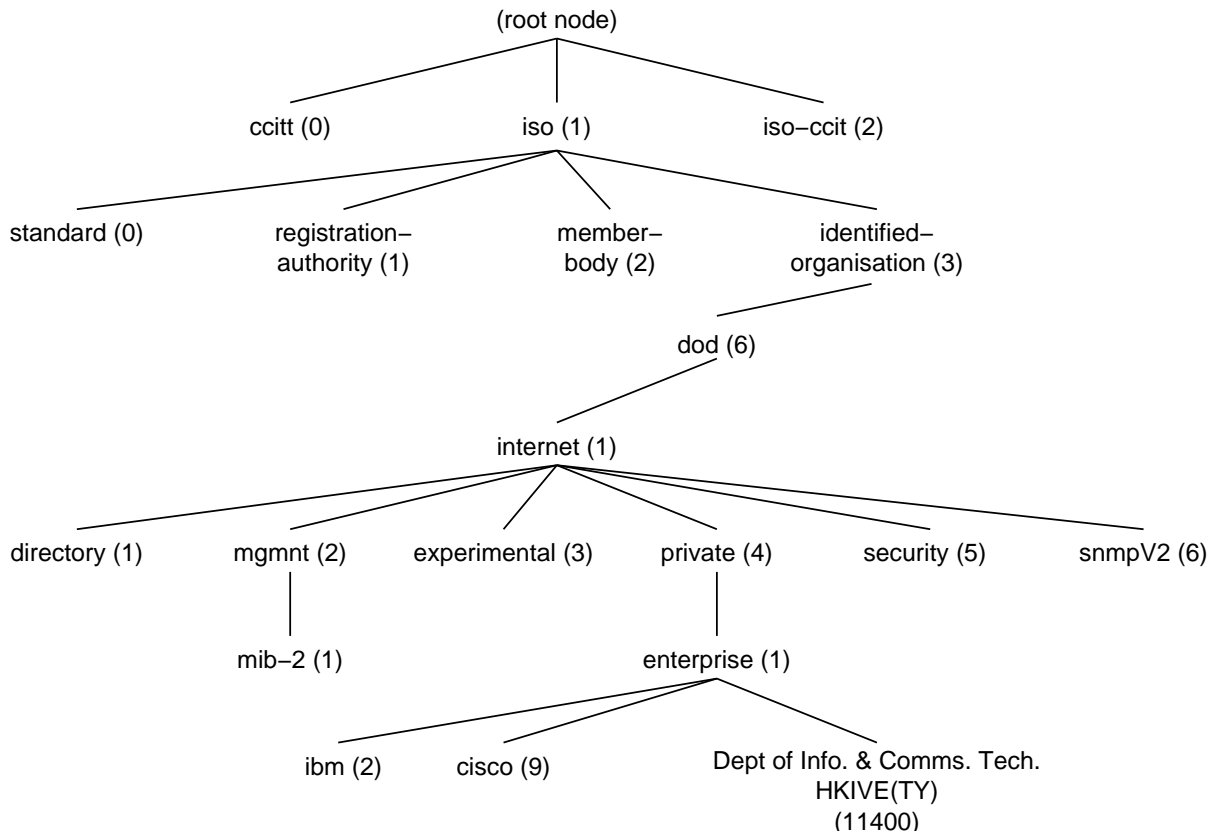 (root node)
ccitt (0)
iso (1)
iso−ccit (2)
standard (0)
registration−
authority (1)
member−
body (2)
identified−
organisation (3)
dod (6)
internet (1)
directory (1)
mgmnt (2)
experimental (3)
private (4)
security (5)
snmpV2 (6)
mib−2 (1)
enterprise (1)
ibm (2)
cisco (9)
Dept of Info. & Comms. Tech.
HKIVE(TY)
(11400)